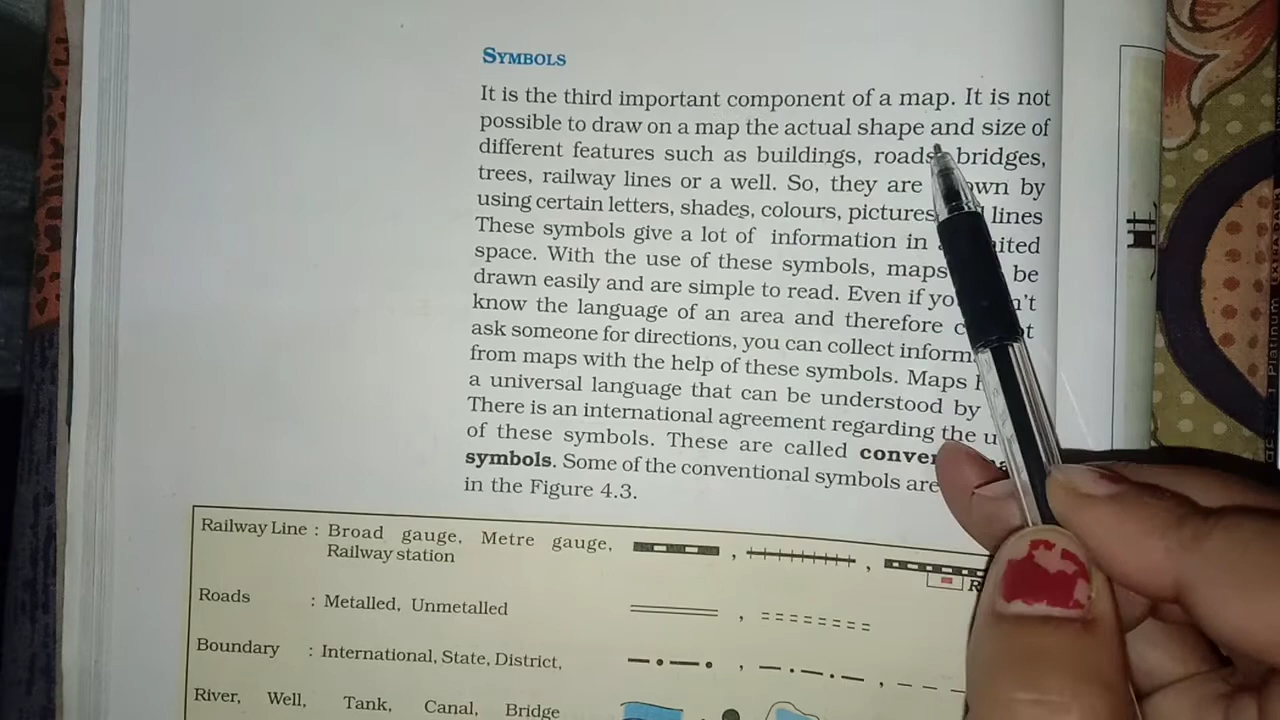 SYMBOLS
It is the third important component of a map. It is not
possible to draw on a map the actual shape and size of
different features such as buildings, roads, bridges,
trees, railway lines or a well. So, they are by
using certain letters, shades, colours, pictures lines
These symbols give a lot of information in
space. With the use of these symbols, maps be
drawn easily and are simple to read. Even if
know the language of an area and therefore
ask someone for directions, you can collect
from maps with the help of these symbols. Maps
a universal language that can be understood by
There is an international agreement regarding the
of these symbols. These are called
symbols. Some of the conventional symbols are
in the Figure 4.3.
Railway Line : Broad gauge, Metre gauge,
Railway station
Roads : Metalled, Unmetalled
Boundary : International, State, District,
River, Well, Tank, Canal, Bridge